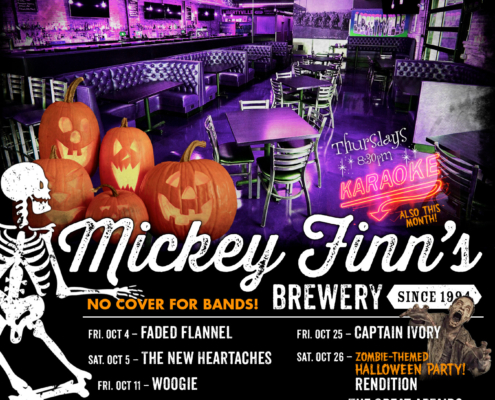 Thursdays
8:30pm
KARAOKE
ALSO THIS
MONTH!
Mickey Finn's
BREWERY SINCE 1994
NO COVER FOR BANDS!
FRI. OCT 4 – FADED FLANNEL
SAT. OCT 5 – THE NEW HEARTACHES
FRI. OCT 11 – WOOGIE
FRI. OCT 25 – CAPTAIN IVORY
SAT. OCT 26 – ZOMBIE-THEMED
HALLOWEEN PARTY!
RENDITION